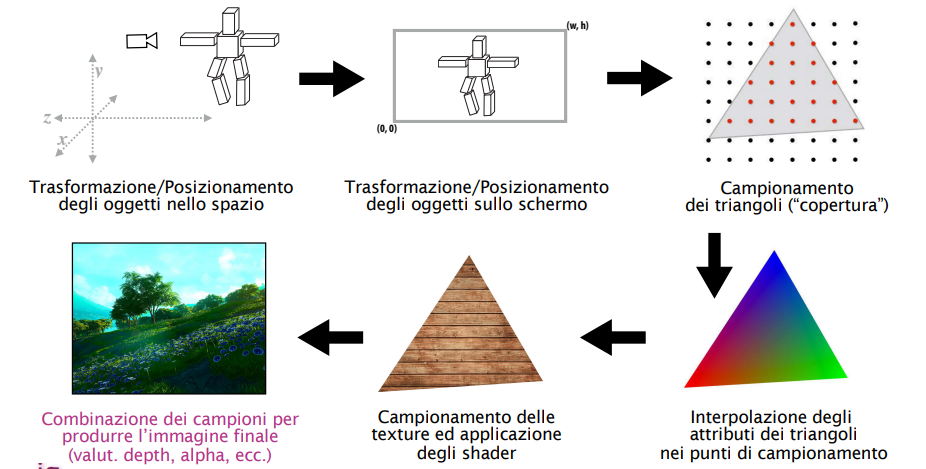 (w, h)
y
z
x
(0, 0)
Trasformazione/Posizionamento
degli oggetti nello spazio
Trasformazione/Posizionamento
degli oggetti sullo schermo
Campionamento
dei triangoli (“copertura”)
Combinazione dei campioni per
produrre l’immagine finale
(valut. depth, alpha, ecc.)
Campionamento delle
texture ed applicazione
degli shader
Interpolazione degli
attributi dei triangoli
nei punti di campionamento